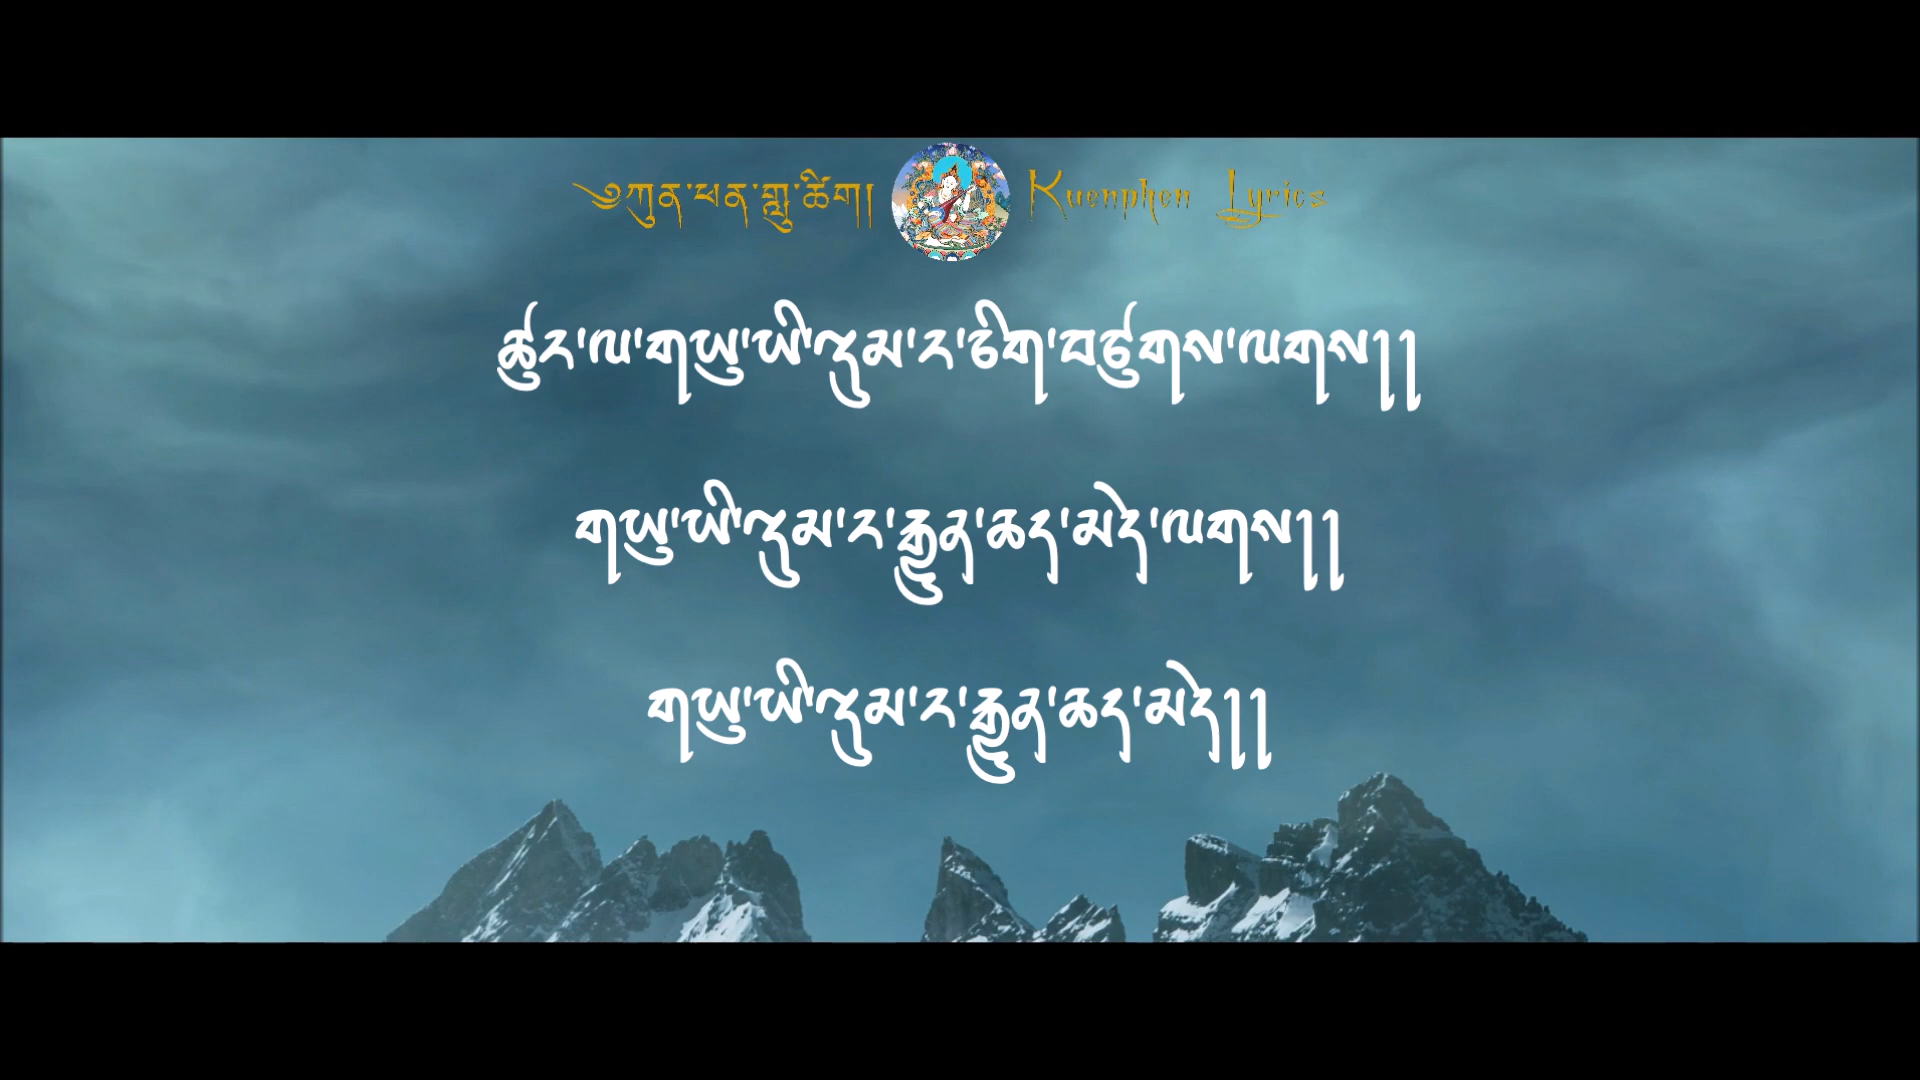 ༄ཀུན་ཕན་གླུ་ཚིག། Kuenphen Lyrics
ཚུར་ལ་གཡུ་ཡི་ལྡུམ་ར་ཅིག་བཙུགས་ལགས།།
གཡུ་ཡི་ལྡུམ་ར་རྒྱུན་ཆད་མེད་ལགས།།
གཡུ་ཡི་ལྡུམ་ར་རྒྱུན་ཆད་མེད།།